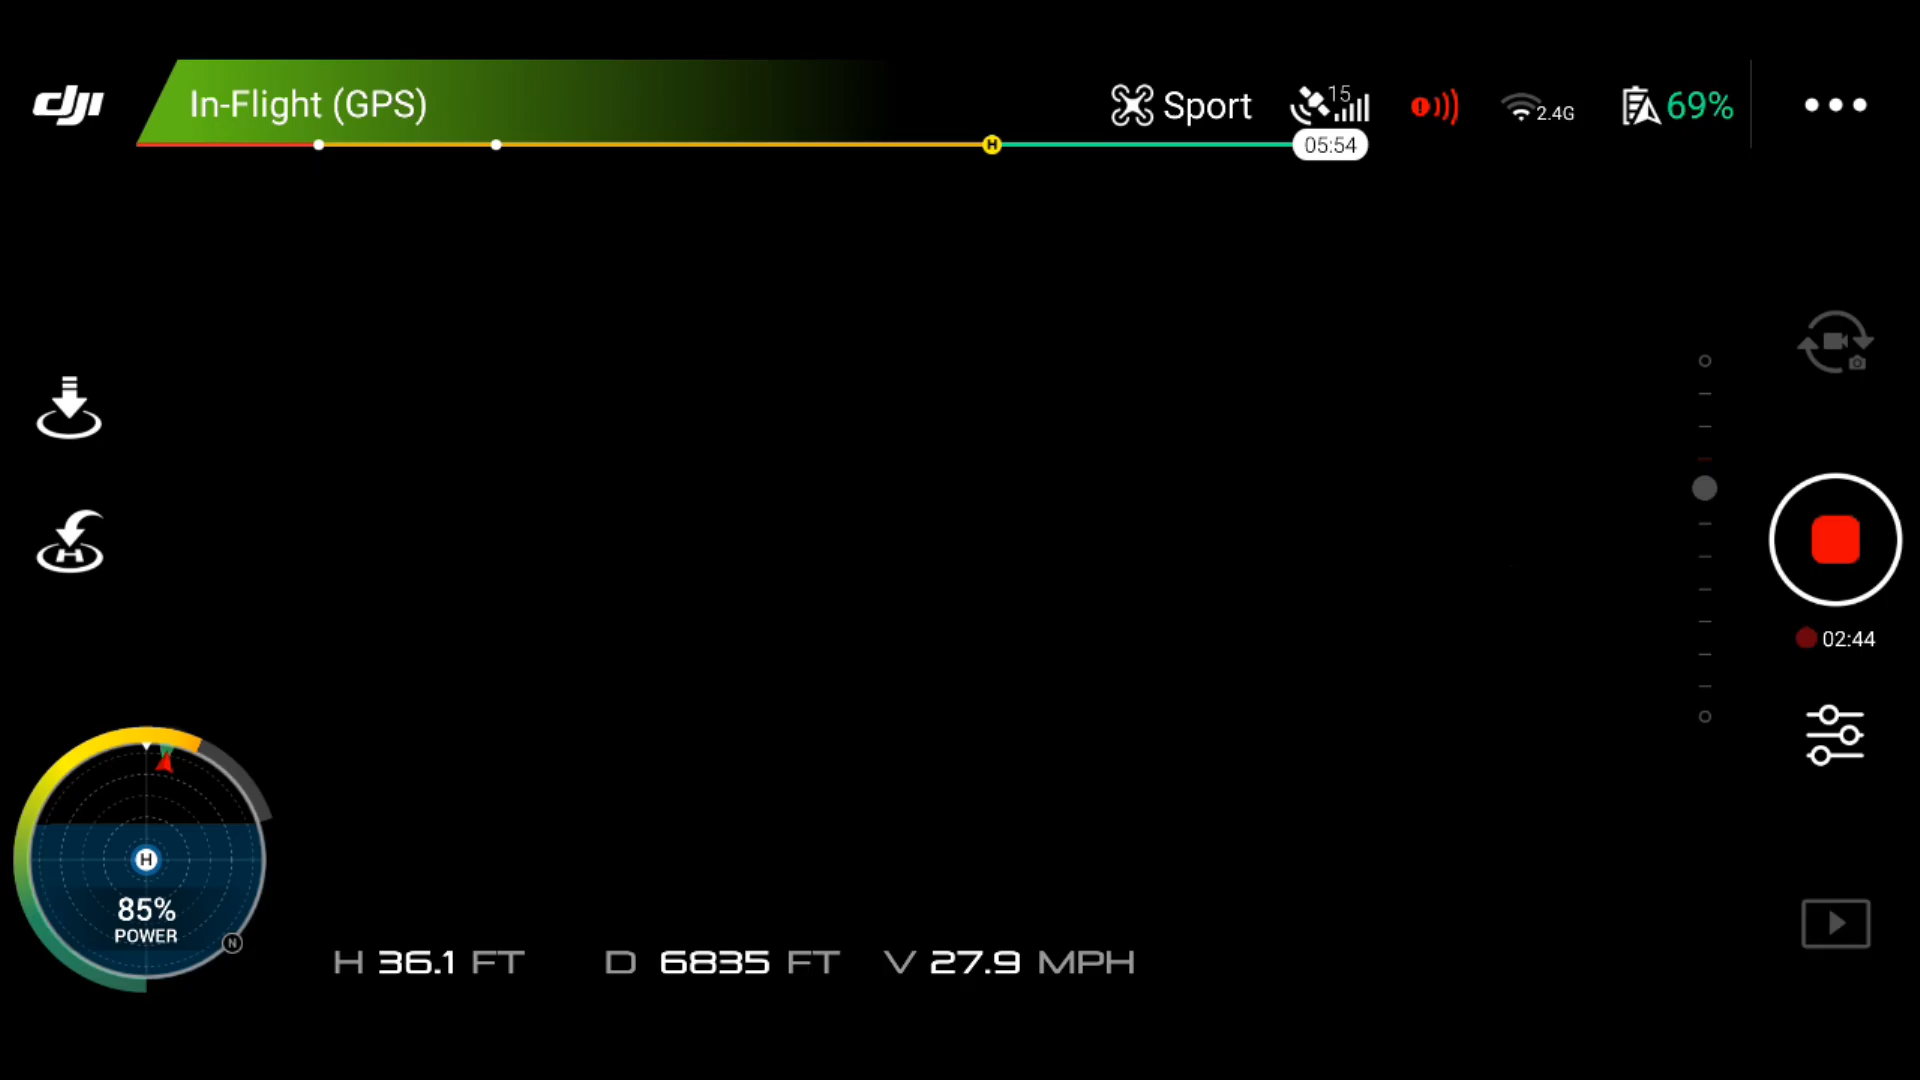 dji
In-Flight (GPS)
Sport
15
2.4G
69%
H
05:54
02:44
H
H
85%
POWER
N
H 36.1 FT
D 6835 FT
V 27.9 MPH